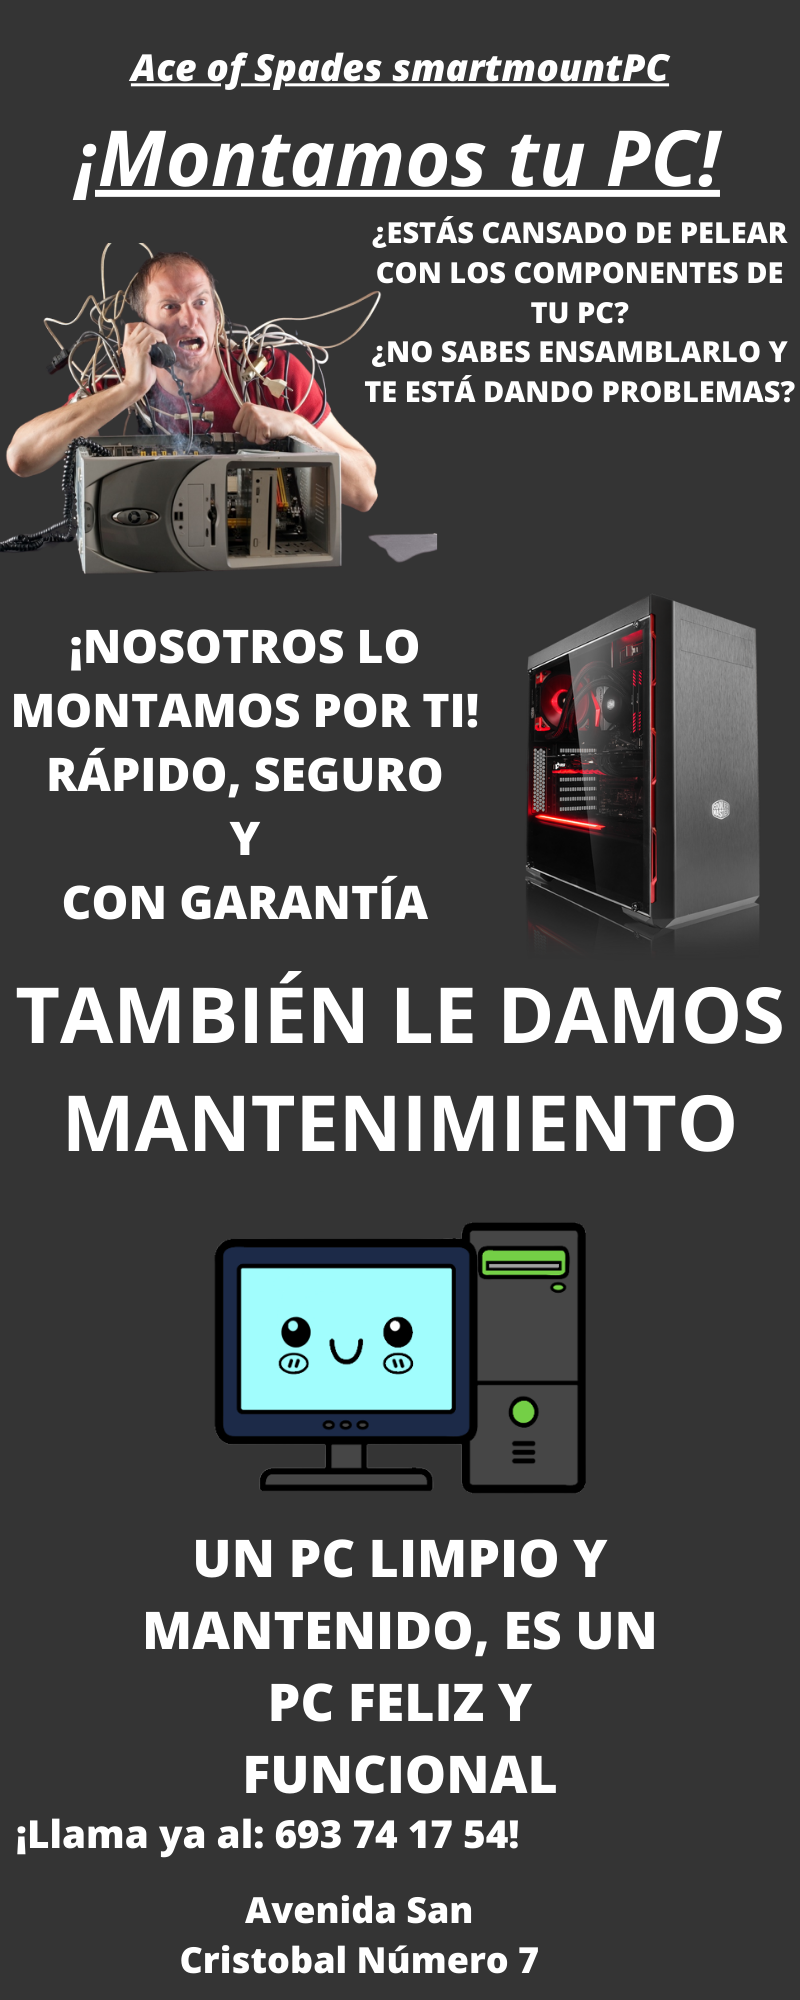 Ace of Spades smartmountPC
¡Montamos tu PC!
¿ESTÁS CANSADO DE PELEAR
CON LOS COMPONENTES DE
TU PC?
¿NO SABES ENSAMBLARLO Y
TE ESTÁ DANDO PROBLEMAS?
¡NOSOTROS LO
MONTAMOS POR TI!
RÁPIDO, SEGURO
Y
CON GARANTÍA
TAMBIÉN LE DAMOS
MANTENIMIENTO
UN PC LIMPIO Y
MANTENIDO, ES UN
PC FELIZ Y
FUNCIONAL
¡Llama ya al: 693 74 17 54!
Avenida San
Cristobal Número 7